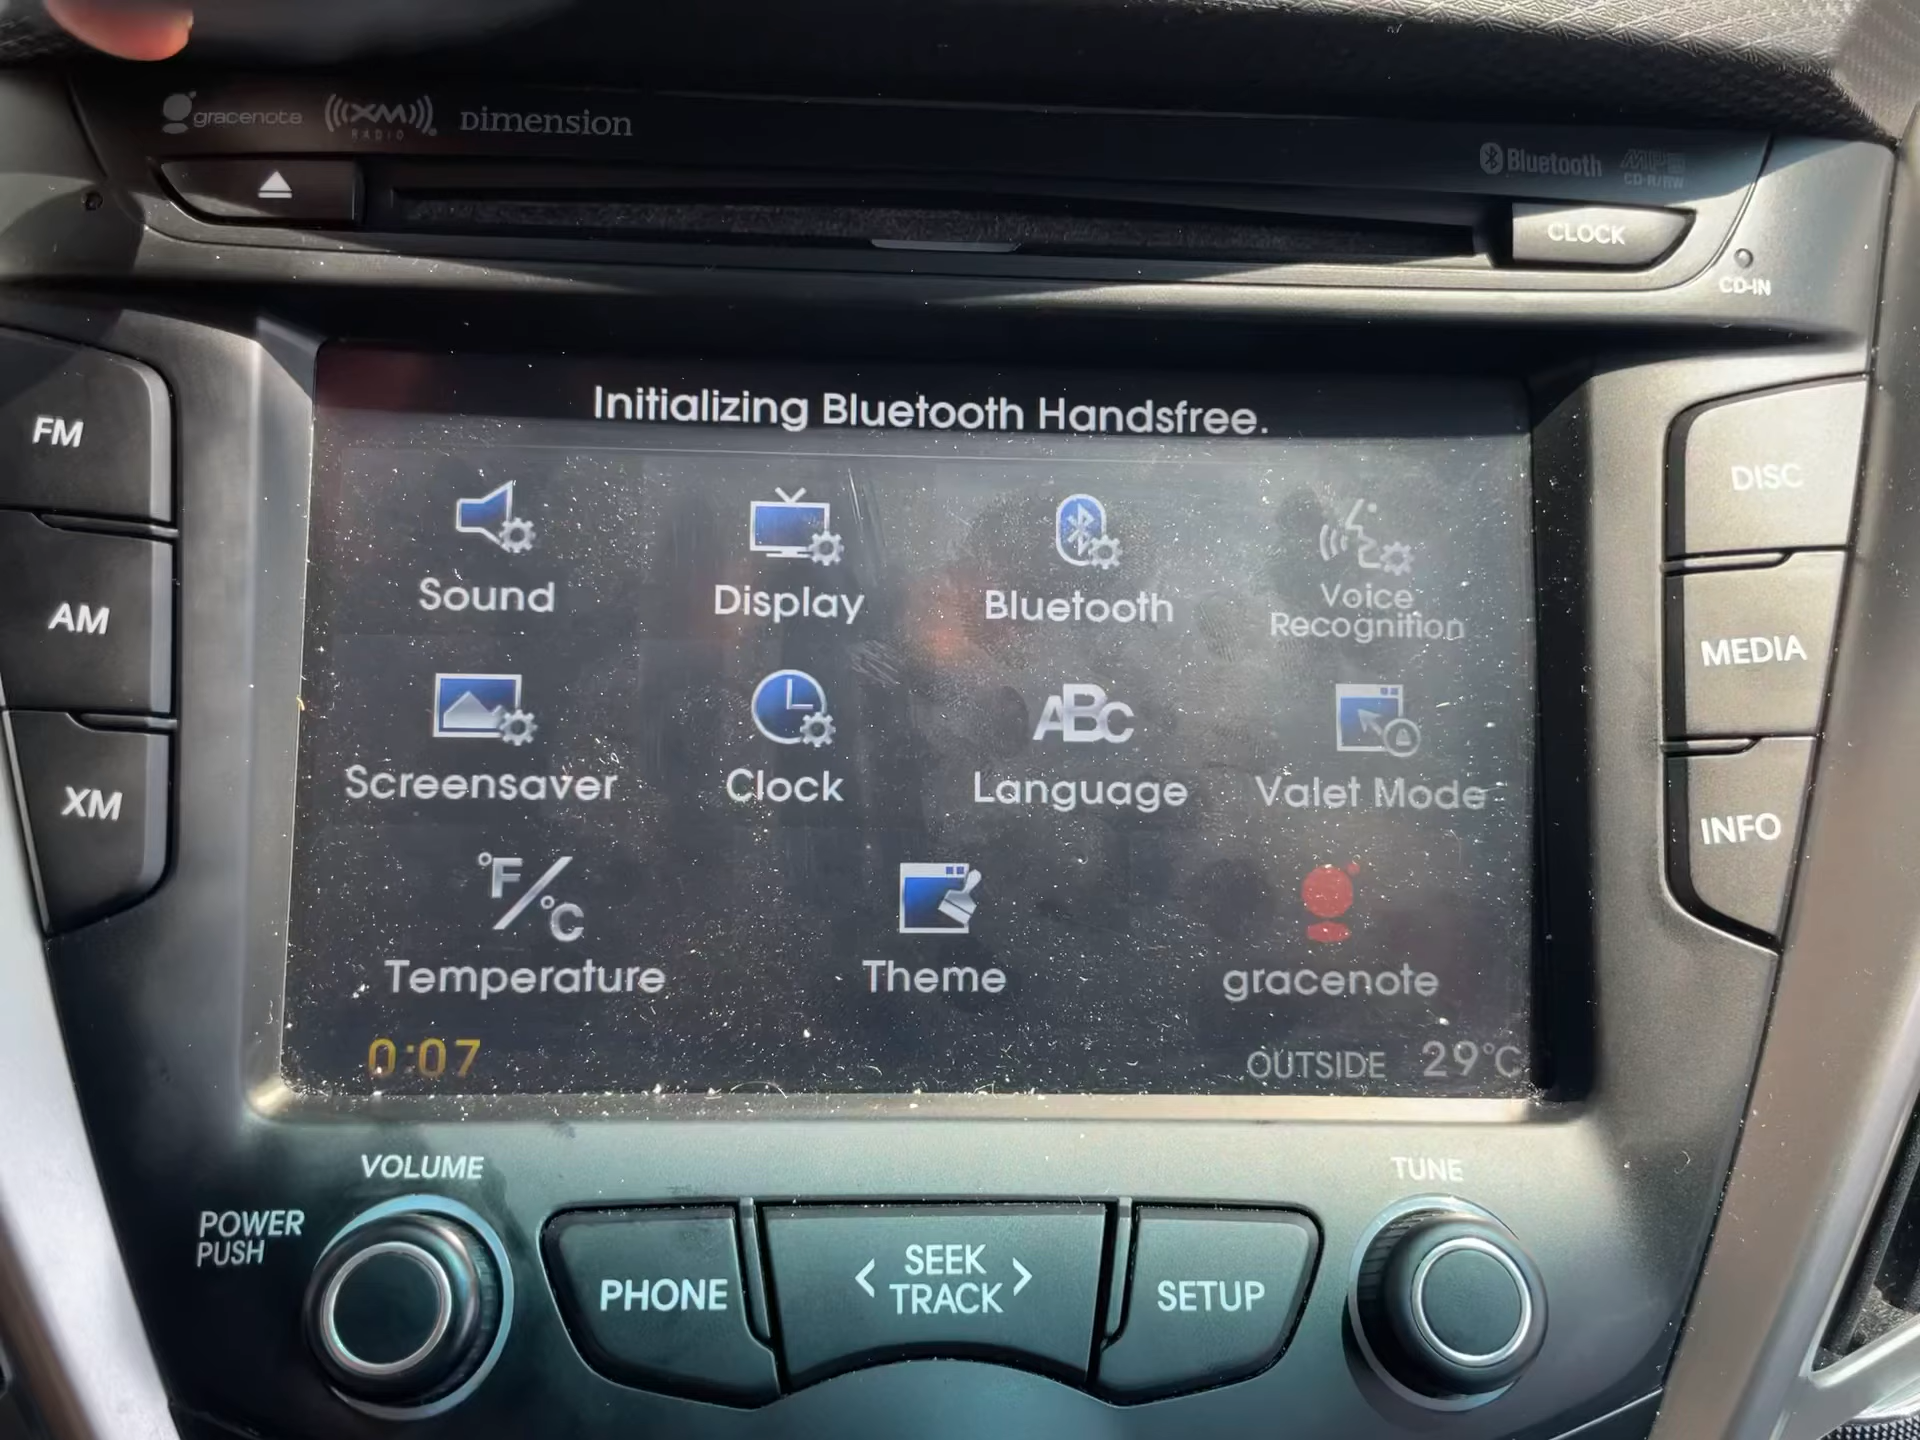 gracenote
XM
RADIO
Dimension
Bluetooth
MP3
CD-R/RW
CLOCK
CD-IN
FM
AM
XM
Initializing Bluetooth Handsfree.
Sound
Display
Bluetooth
Voice
Recognition
Screensaver
Clock
ABC
Language
Valet Mode
°F/°C
Temperature
Theme
gracenote
0:07
OUTSIDE 29°C
DISC
MEDIA
INFO
VOLUME
POWER
PUSH
PHONE
< SEEK >
TRACK
SETUP
TUNE